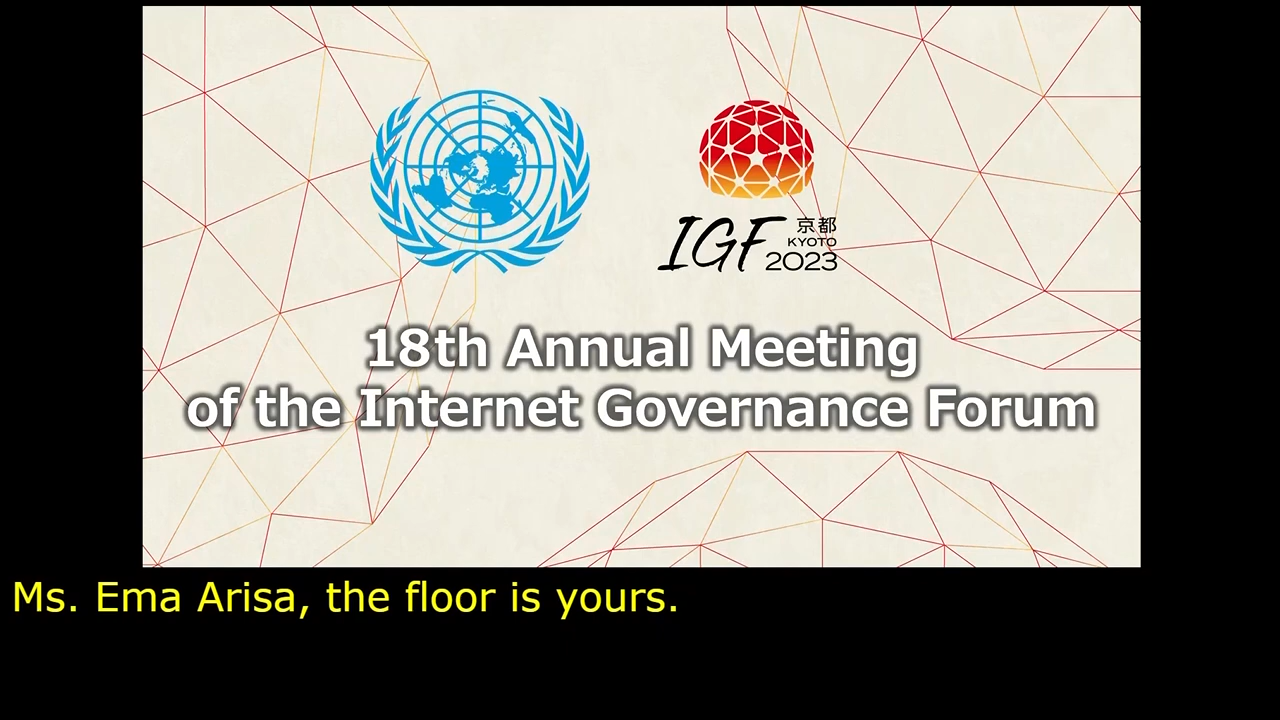 IGF 京都
KYOTO
2023
18th Annual Meeting
of the Internet Governance Forum
Ms. Ema Arisa, the floor is yours.